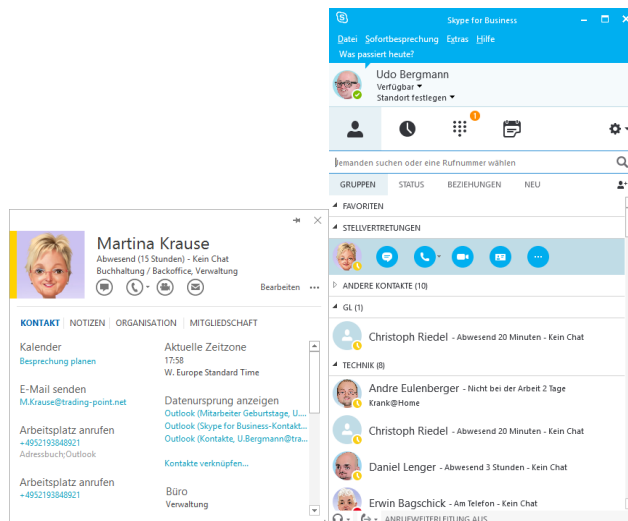 Skype for Business
Datei Sofortbesprechung Extras Hilfe
Was passiert heute?
Udo Bergmann
Verfügbar
Standort festlegen
1
Jemanden suchen oder eine Rufnummer wählen
GRUPPEN STATUS BEZIEHUNGEN NEU
FAVORITEN
STELLVERTRETUNGEN
ANDERE KONTAKTE (10)
GL (1)
Christoph Riedel - Abwesend 20 Minuten - Kein Chat
TECHNIK (8)
Andre Eulenberger - Nicht bei der Arbeit 2 Tage
Krank@Home
Christoph Riedel - Abwesend 20 Minuten - Kein Chat
Daniel Lenger - Abwesend 3 Stunden - Kein Chat
Erwin Bagschick - Am Telefon - Kein Chat
ANRUFWEITERLEITUNG AUS
Martina Krause
Abwesend (15 Stunden) - Kein Chat
Buchhaltung / Backoffice, Verwaltung
Bearbeiten
KONTAKT NOTIZEN ORGANISATION MITGLIEDSCHAFT
Kalender
Besprechung planen
E-Mail senden
M.Krause@trading-point.net
Arbeitsplatz anrufen
+4952193848921
Adressbuch;Outlook
Arbeitsplatz anrufen
+4952193848921
Aktuelle Zeitzone
17:58
W. Europe Standard Time
Datenursprung anzeigen
Outlook (Mitarbeiter Geburtstage, U....
Outlook (Skype for Business-Kontakt...
Outlook (Kontakte, U.Bergmann@tra...
Kontakte verknüpfen...
Büro
Verwaltung